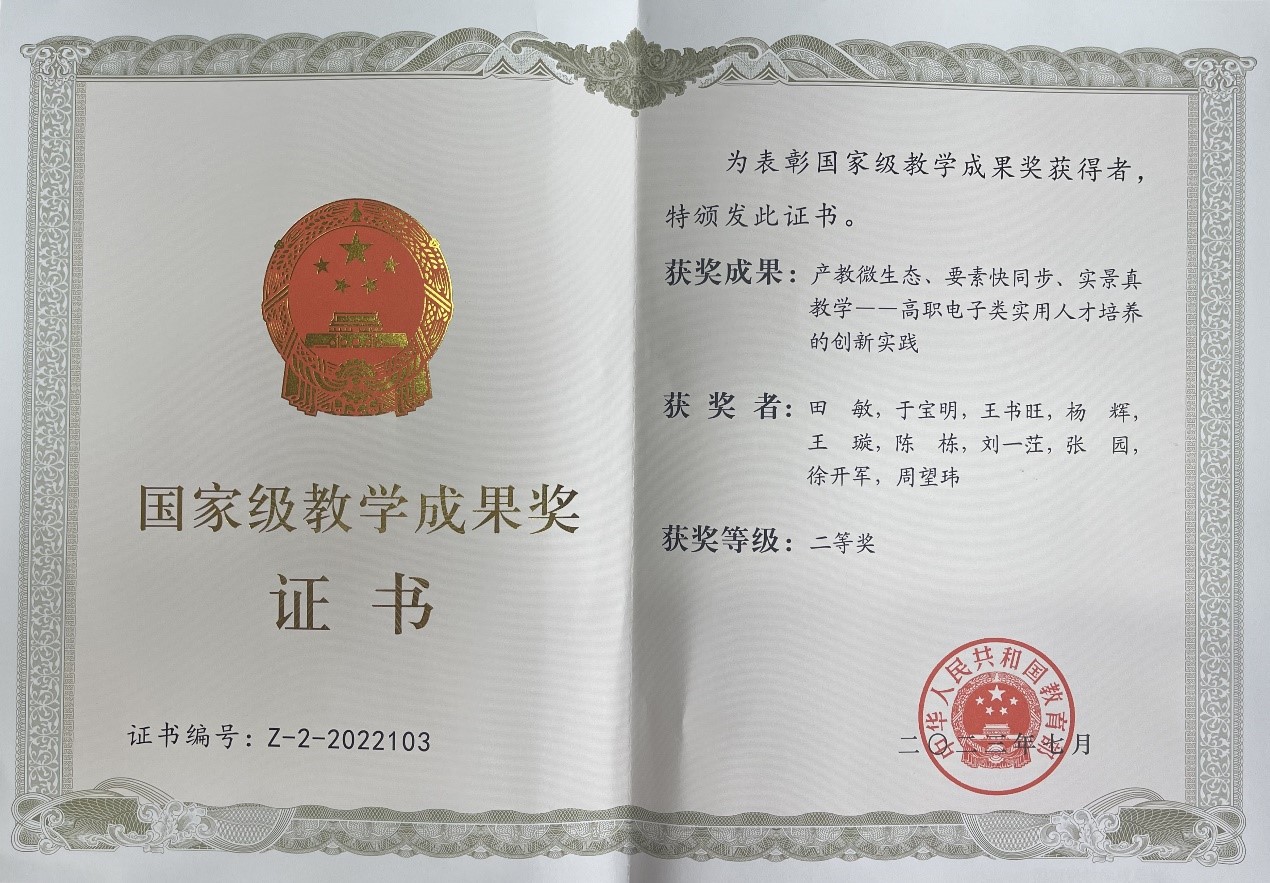 国家级教学成果奖
证 书
证书编号：Z-2-2022103
为表彰国家级教学成果奖获得者，
特颁发此证书。
获奖成果：产教微生态、要素快同步、实景真
教学——高职电子类实用人才培养
的创新实践
获 奖 者：田 敏，于宝明，王书旺，杨 辉，
王 璇，陈 栋，刘一茳，张 园，
徐开军，周望玮
获奖等级：二等奖
中华人民共和国教育部
二〇二三年七月